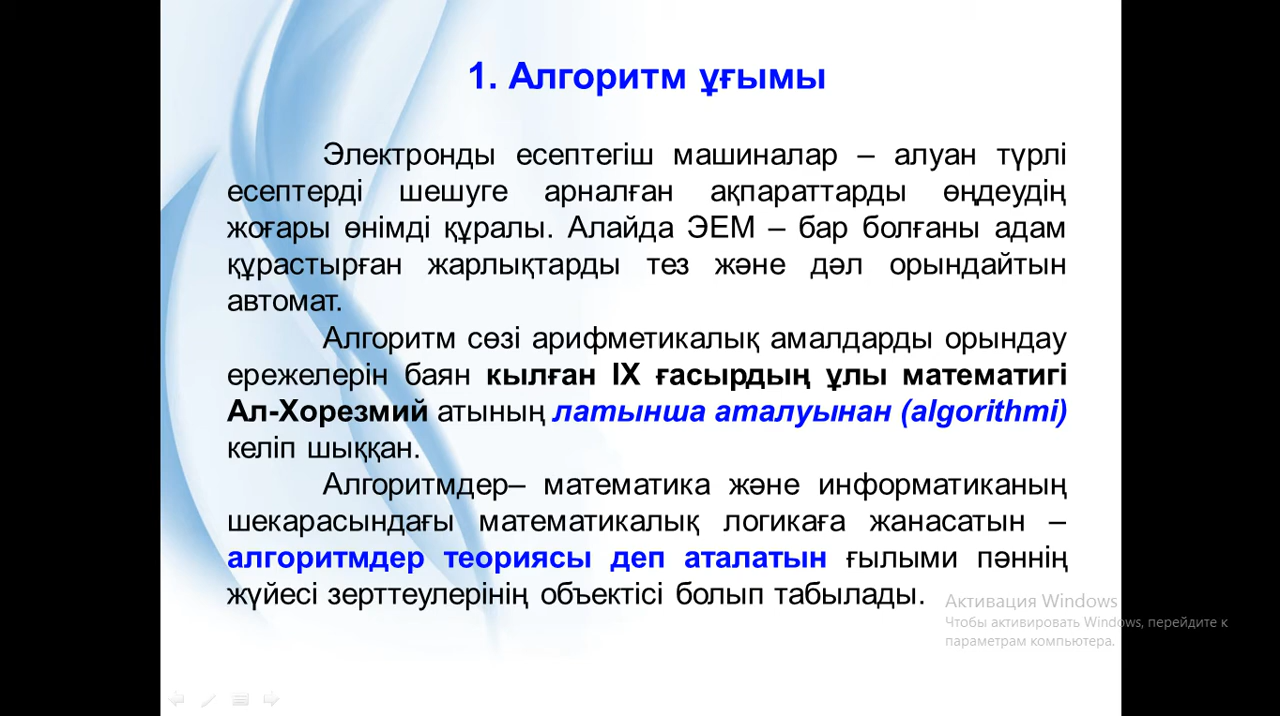 1. Алгоритм ұғымы
Электронды есептегіш машиналар – алуан түрлі
есептерді шешуге арналған ақпараттарды өңдеудің
жоғары өнімді құралы. Алайда ЭЕМ – бар болғаны адам
құрастырған жарлықтарды тез және дәл орындайтын
автомат.
Алгоритм сөзі арифметикалық амалдарды орындау
ережелерін баян кылған IX ғасырдың ұлы математигі
Ал-Хорезмий атының латынша аталуынан (algorithmi)
келіп шыққан.
Алгоритмдер– математика және информатиканың
шекарасындағы математикалық логикаға жанасатын –
алгоритмдер теориясы деп аталатын ғылыми пәннің
жүйесі зерттеулерінің объектісі болып табылады.
Активация Windows
Чтобы активировать Windows, перейдите к
параметрам компьютера.